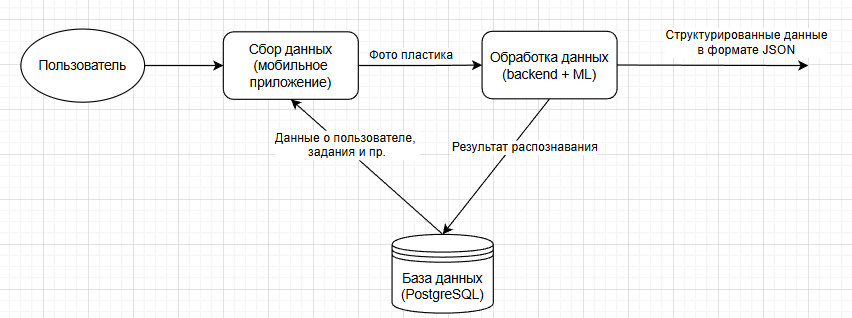 Пользователь
Сбор данных
(мобильное
приложение)
Фото пластика
Обработка данных
(backend + ML)
Структурированные данные
в формате JSON
Данные о пользователе,
задания и пр.
Результат распознавания
База данных
(PostgreSQL)